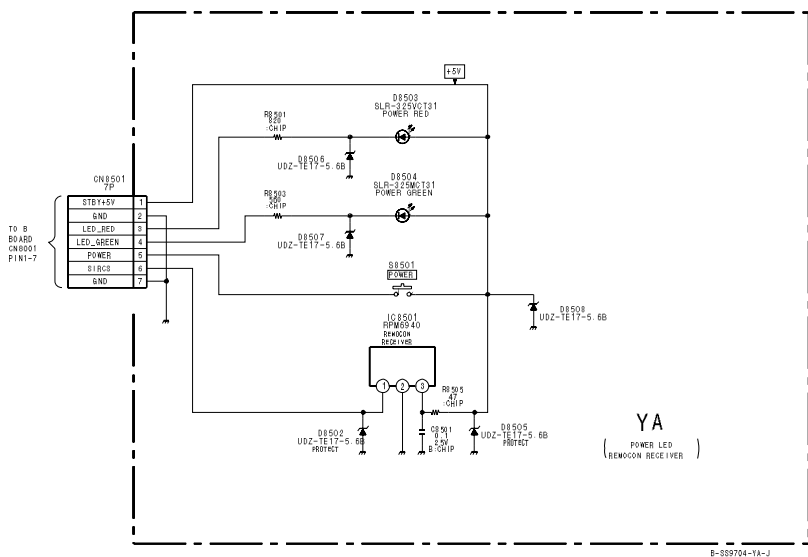 +5V
D8503
SLR-325VCT31
POWER RED
R8501
820
:CHIP
D8506
UDZ-TE17-5.6B
D8504
SLR-325MCT31
POWER GREEN
R8503
560
:CHIP
D8507
UDZ-TE17-5.6B
CN8501
7P
STBY+5V 1
GND 2
LED_RED 3
LED_GREEN 4
POWER 5
SIRCS 6
GND 7
TO B
BOARD
CN8001
PIN1-7
S8501
POWER
D8508
UDZ-TE17-5.6B
IC8501
RPM6940
REMOCON
RECEIVER
1 2 3
R8505
47
:CHIP
D8502
UDZ-TE17-5.6B
PROTECT
C8501
0.1
25V
B:CHIP
D8505
UDZ-TE17-5.6B
PROTECT
YA
POWER LED
REMOCON RECEIVER
B-SS9704-YA-J